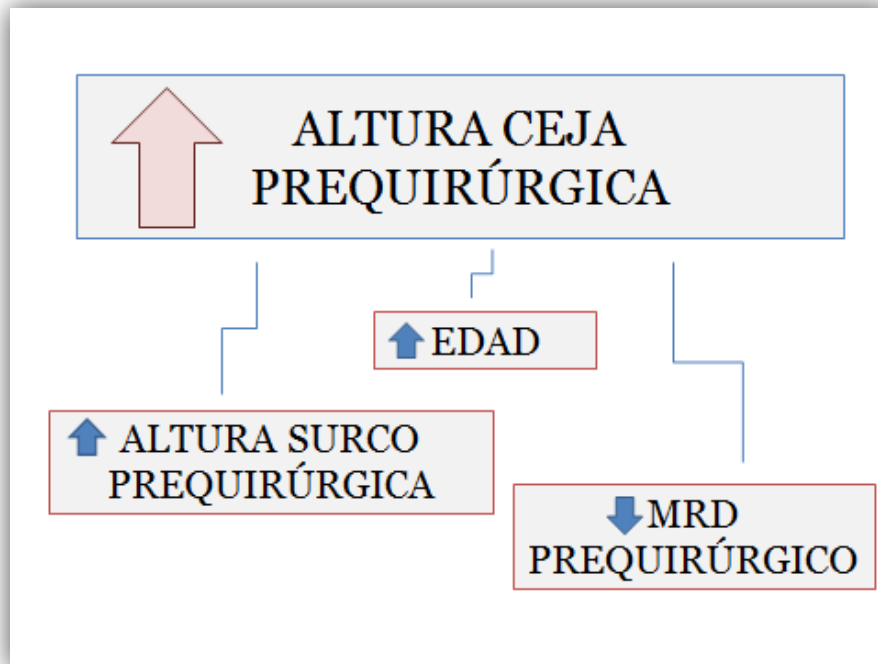 ALTURA CEJA
PREQUIRÚRGICA
EDAD
ALTURA SURCO
PREQUIRÚRGICA
MRD
PREQUIRÚRGICO